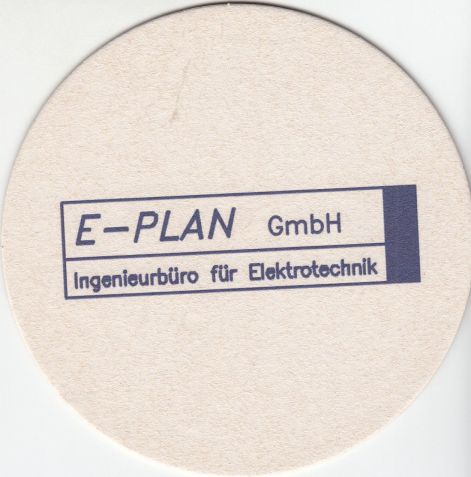 E-PLAN GmbH
Ingenieurbüro für Elektrotechnik